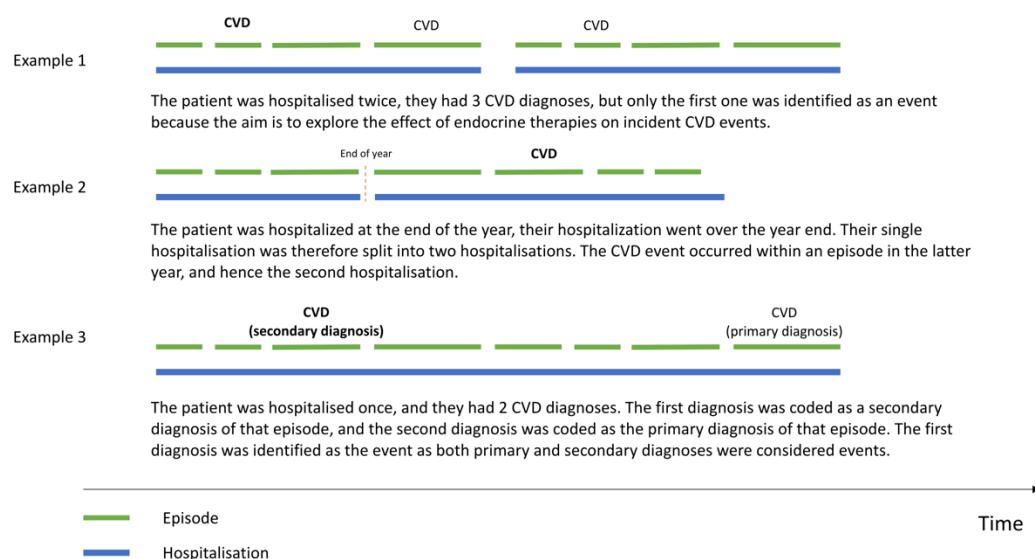 CVD CVD CVD
Example 1
The patient was hospitalised twice, they had 3 CVD diagnoses, but only the first one was identified as an event
because the aim is to explore the effect of endocrine therapies on incident CVD events.
End of year CVD
Example 2
The patient was hospitalized at the end of the year, their hospitalization went over the year end. Their single
hospitalisation was therefore split into two hospitalisations. The CVD event occurred within an episode in the latter
year, and hence the second hospitalisation.
CVD CVD
(secondary diagnosis) (primary diagnosis)
Example 3
The patient was hospitalised once, and they had 2 CVD diagnoses. The first diagnosis was coded as a secondary
diagnosis of that episode, and the second diagnosis was coded as the primary diagnosis of that episode. The first
diagnosis was identified as the event as both primary and secondary diagnoses were considered events.
Episode
Time
Hospitalisation